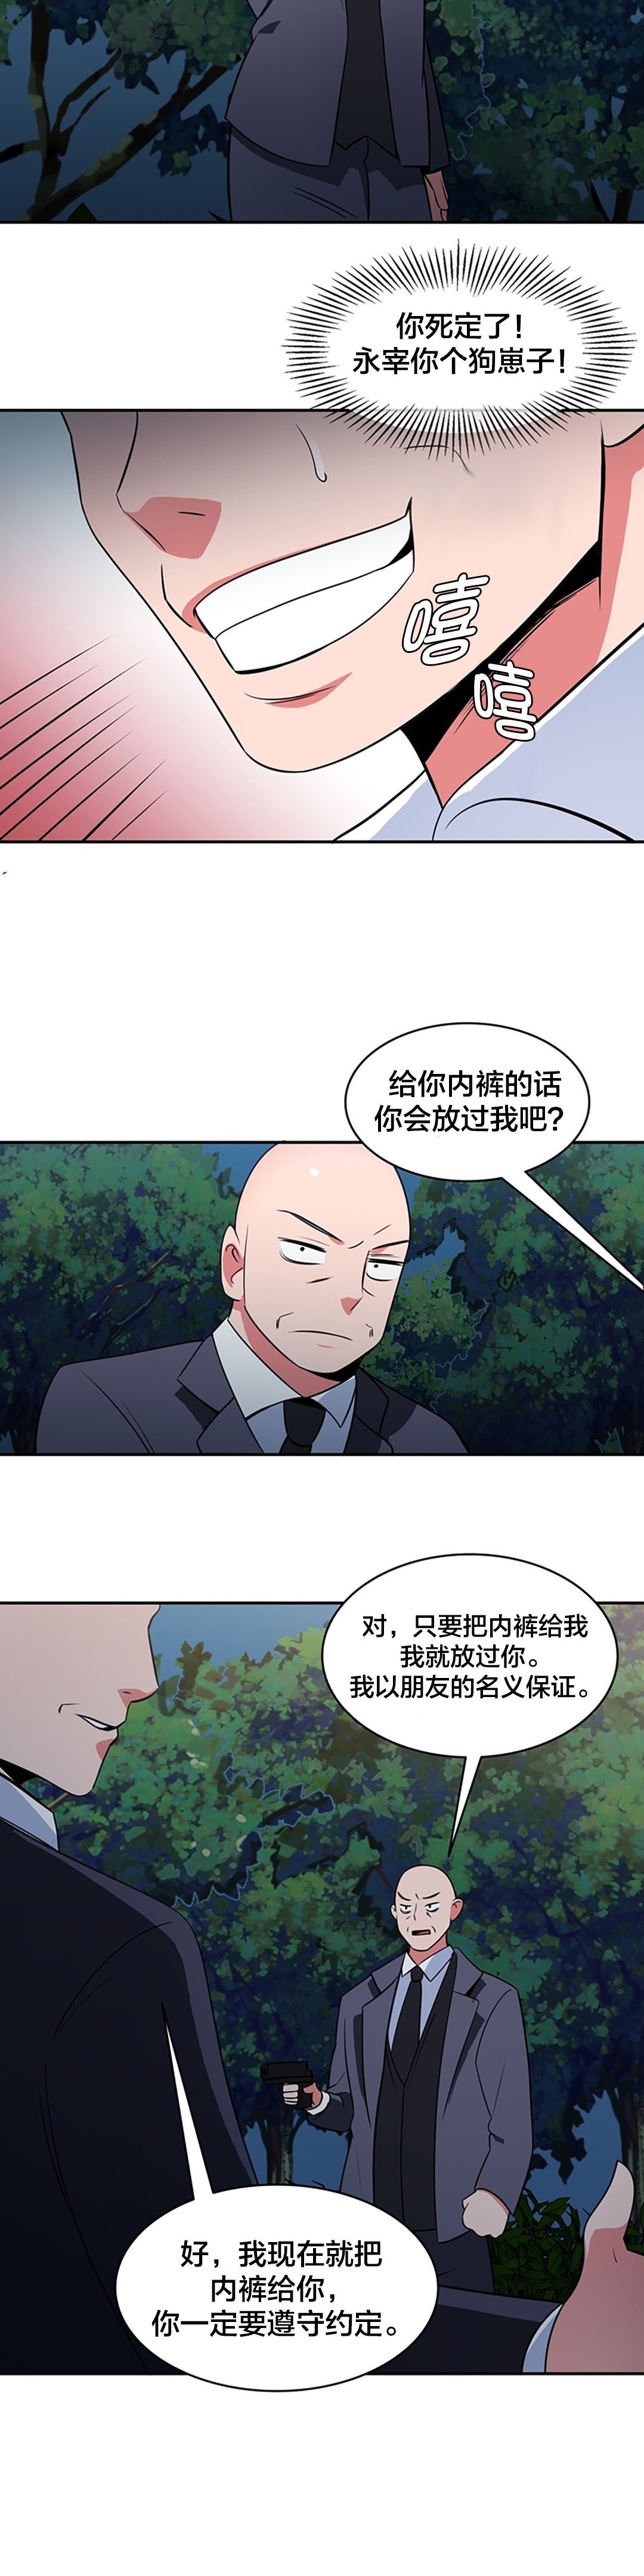 你死定了！
永宰你个狗崽子！
嘻
嘻
给你内裤的话
你会放过我吧？
对，只要把内裤给我
我就放过你。
我以朋友的名义保证。
好，我现在就把
内裤给你，
你一定要遵守约定。